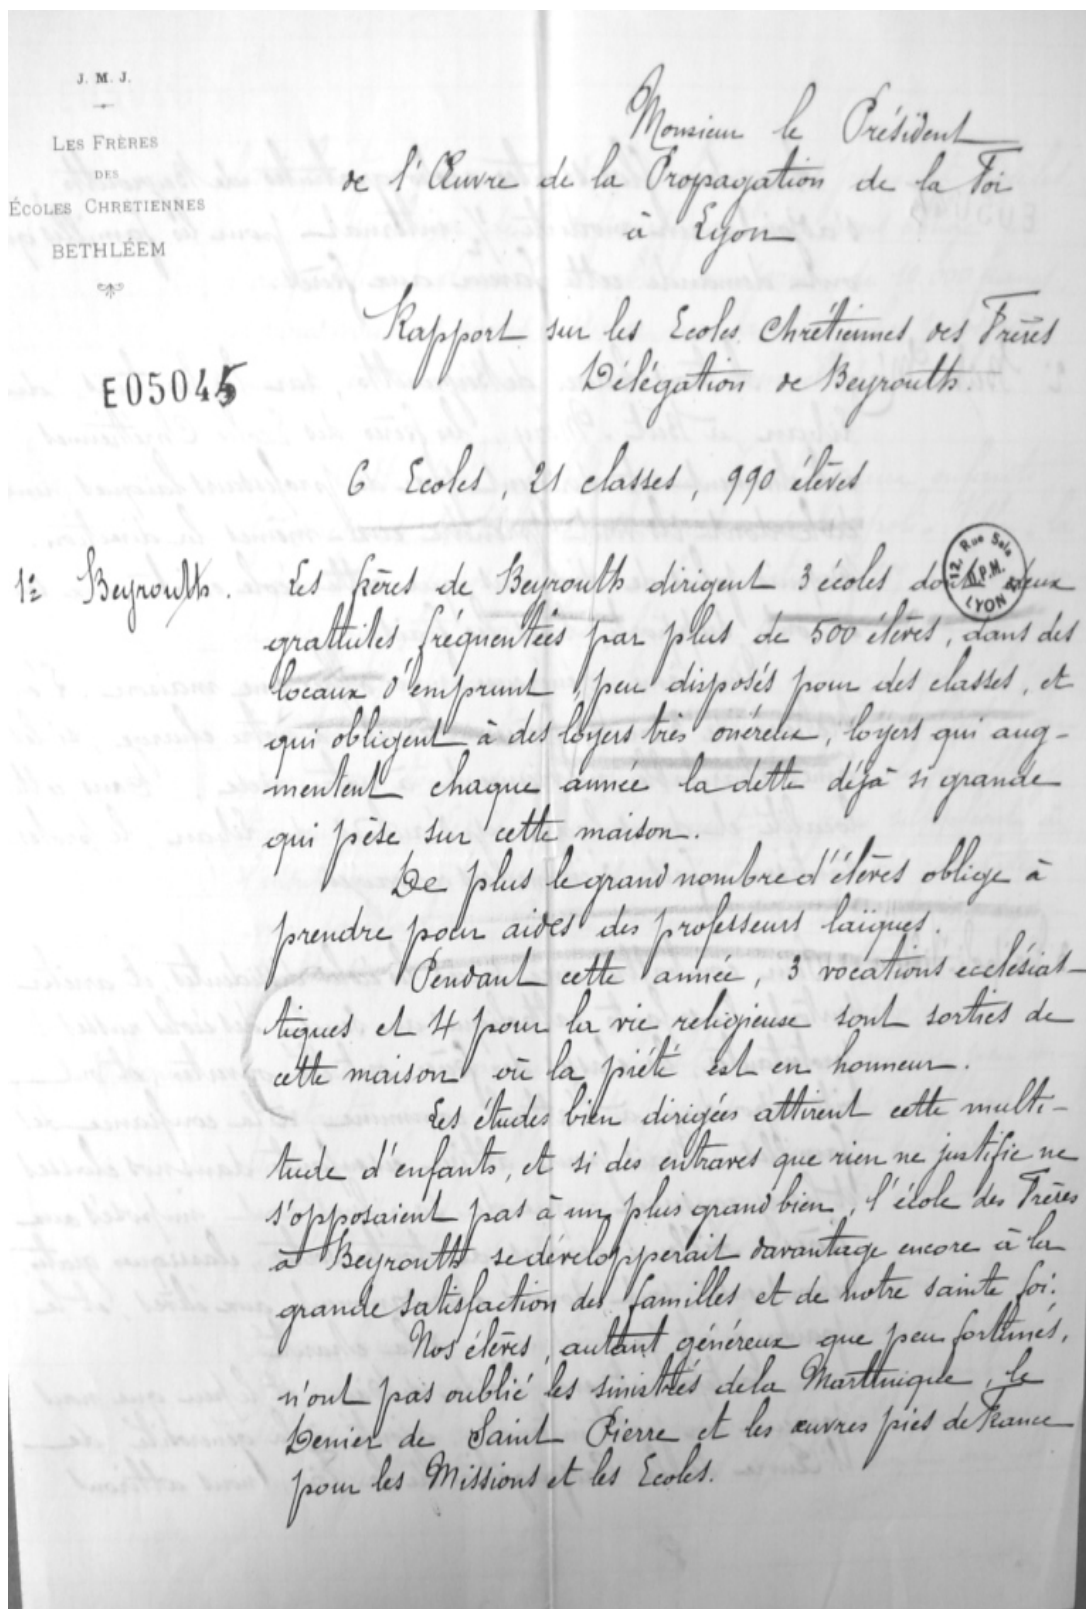 J. M. J.
LES FRÈRES
DES
ÉCOLES CHRÉTIENNES
BETHLÉEM
E05045
Monsieur le Président
de l'Œuvre de la Propagation de la Foi
à Lyon
Rapport sur les Ecoles Chrétiennes des Frères
Délégation de Beyrouth.
6 Ecoles, 21 classes, 990 élèves
12, Rue Sala
P.M.
LYON
1º Beyrouth. Les frères de Beyrouth dirigent 3 écoles dont deux
grattuites fréquentées par plus de 500 élèves, dans des
locaux d'emprunt, peu disposés pour des classes, et
qui obligent à des loyers très onéreux, loyers qui aug-
mentent chaque année la dette déjà si grande
qui pèse sur cette maison.
De plus le grand nombre d'élèves oblige à
prendre pour aides des professeurs laïques.
Pendant cette année, 3 vocations ecclésias-
tiques et 4 pour la vie religieuse sont sorties de
cette maison où la piété est en honneur.
Les études bien dirigées attirent cette multi-
tude d'enfants, et si des entraves que rien ne justifie ne
s'opposaient pas à un plus grand bien, l'école des Frères
à Beyrouth se développerait davantage encore à la
grande satisfaction des familles et de notre sainte foi.
Nos élèves, autant généreux que peu fortunés,
n'ont pas oublié les sinistrés de la Martinique, le
Denier de Saint Pierre et les œuvres pies de France
pour les Missions et les Ecoles.